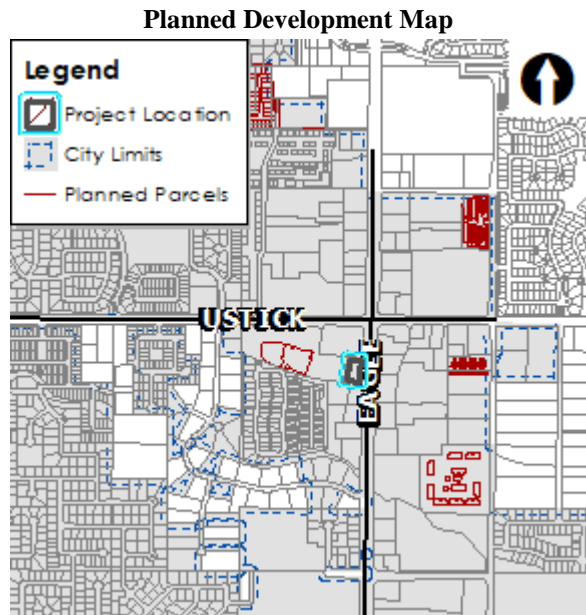 Planned Development Map
Legend
Project Location
City Limits
Planned Parcels
USTICK
EAGLE